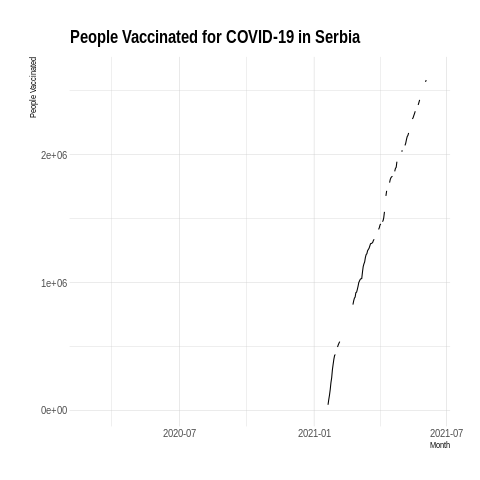 People Vaccinated for COVID-19 in Serbia
People Vaccinated
2e+06
1e+06
0e+00
2020-07
2021-01
2021-07
Month